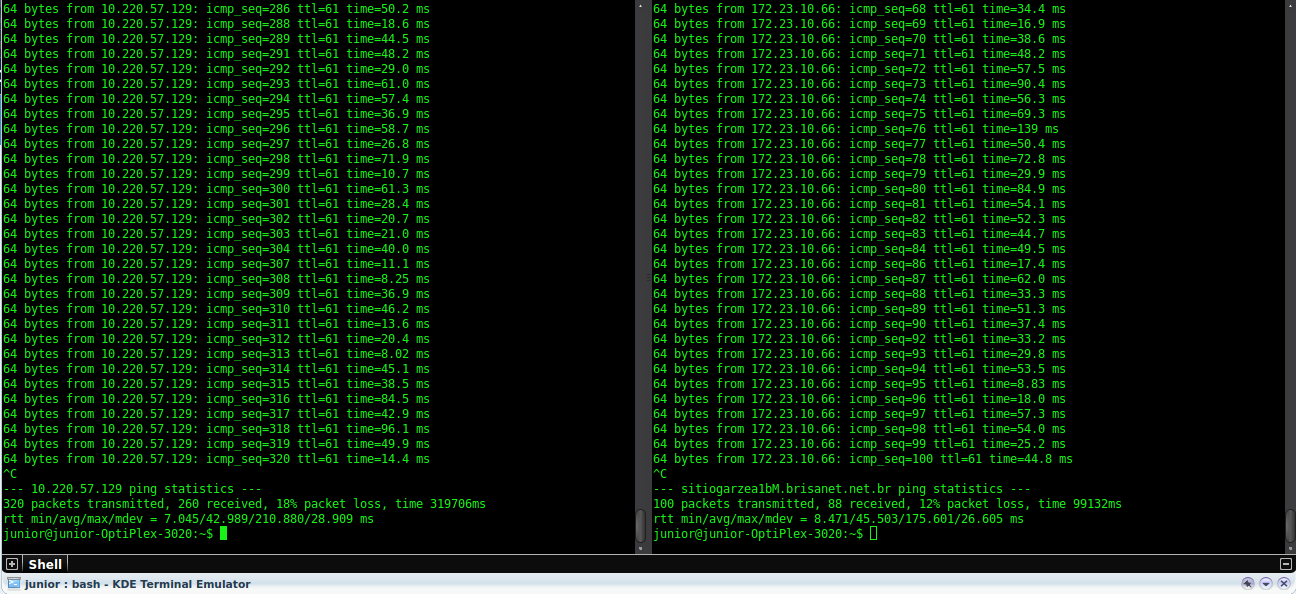 64 bytes from 10.220.57.129: icmp_seq=286 ttl=61 time=50.2 ms
64 bytes from 10.220.57.129: icmp_seq=288 ttl=61 time=18.6 ms
64 bytes from 10.220.57.129: icmp_seq=289 ttl=61 time=44.5 ms
64 bytes from 10.220.57.129: icmp_seq=291 ttl=61 time=48.2 ms
64 bytes from 10.220.57.129: icmp_seq=292 ttl=61 time=29.0 ms
64 bytes from 10.220.57.129: icmp_seq=293 ttl=61 time=61.0 ms
64 bytes from 10.220.57.129: icmp_seq=294 ttl=61 time=57.4 ms
64 bytes from 10.220.57.129: icmp_seq=295 ttl=61 time=36.9 ms
64 bytes from 10.220.57.129: icmp_seq=296 ttl=61 time=58.7 ms
64 bytes from 10.220.57.129: icmp_seq=297 ttl=61 time=26.8 ms
64 bytes from 10.220.57.129: icmp_seq=298 ttl=61 time=71.9 ms
64 bytes from 10.220.57.129: icmp_seq=299 ttl=61 time=10.7 ms
64 bytes from 10.220.57.129: icmp_seq=300 ttl=61 time=61.3 ms
64 bytes from 10.220.57.129: icmp_seq=301 ttl=61 time=28.4 ms
64 bytes from 10.220.57.129: icmp_seq=302 ttl=61 time=20.7 ms
64 bytes from 10.220.57.129: icmp_seq=303 ttl=61 time=21.0 ms
64 bytes from 10.220.57.129: icmp_seq=304 ttl=61 time=40.0 ms
64 bytes from 10.220.57.129: icmp_seq=307 ttl=61 time=11.1 ms
64 bytes from 10.220.57.129: icmp_seq=308 ttl=61 time=8.25 ms
64 bytes from 10.220.57.129: icmp_seq=309 ttl=61 time=36.9 ms
64 bytes from 10.220.57.129: icmp_seq=310 ttl=61 time=46.2 ms
64 bytes from 10.220.57.129: icmp_seq=311 ttl=61 time=13.6 ms
64 bytes from 10.220.57.129: icmp_seq=312 ttl=61 time=20.4 ms
64 bytes from 10.220.57.129: icmp_seq=313 ttl=61 time=8.02 ms
64 bytes from 10.220.57.129: icmp_seq=314 ttl=61 time=45.1 ms
64 bytes from 10.220.57.129: icmp_seq=315 ttl=61 time=38.5 ms
64 bytes from 10.220.57.129: icmp_seq=316 ttl=61 time=84.5 ms
64 bytes from 10.220.57.129: icmp_seq=317 ttl=61 time=42.9 ms
64 bytes from 10.220.57.129: icmp_seq=318 ttl=61 time=96.1 ms
64 bytes from 10.220.57.129: icmp_seq=319 ttl=61 time=49.9 ms
64 bytes from 10.220.57.129: icmp_seq=320 ttl=61 time=14.4 ms
^C
--- 10.220.57.129 ping statistics ---
320 packets transmitted, 260 received, 18% packet loss, time 319706ms
rtt min/avg/max/mdev = 7.045/42.989/210.880/28.909 ms
junior@junior-OptiPlex-3020:~$
64 bytes from 172.23.10.66: icmp_seq=68 ttl=61 time=34.4 ms
64 bytes from 172.23.10.66: icmp_seq=69 ttl=61 time=16.9 ms
64 bytes from 172.23.10.66: icmp_seq=70 ttl=61 time=38.6 ms
64 bytes from 172.23.10.66: icmp_seq=71 ttl=61 time=48.2 ms
64 bytes from 172.23.10.66: icmp_seq=72 ttl=61 time=57.5 ms
64 bytes from 172.23.10.66: icmp_seq=73 ttl=61 time=90.4 ms
64 bytes from 172.23.10.66: icmp_seq=74 ttl=61 time=56.3 ms
64 bytes from 172.23.10.66: icmp_seq=75 ttl=61 time=69.3 ms
64 bytes from 172.23.10.66: icmp_seq=76 ttl=61 time=139 ms
64 bytes from 172.23.10.66: icmp_seq=77 ttl=61 time=50.4 ms
64 bytes from 172.23.10.66: icmp_seq=78 ttl=61 time=72.8 ms
64 bytes from 172.23.10.66: icmp_seq=79 ttl=61 time=29.9 ms
64 bytes from 172.23.10.66: icmp_seq=80 ttl=61 time=84.9 ms
64 bytes from 172.23.10.66: icmp_seq=81 ttl=61 time=54.1 ms
64 bytes from 172.23.10.66: icmp_seq=82 ttl=61 time=52.3 ms
64 bytes from 172.23.10.66: icmp_seq=83 ttl=61 time=44.7 ms
64 bytes from 172.23.10.66: icmp_seq=84 ttl=61 time=49.5 ms
64 bytes from 172.23.10.66: icmp_seq=86 ttl=61 time=17.4 ms
64 bytes from 172.23.10.66: icmp_seq=87 ttl=61 time=62.0 ms
64 bytes from 172.23.10.66: icmp_seq=88 ttl=61 time=33.3 ms
64 bytes from 172.23.10.66: icmp_seq=89 ttl=61 time=51.3 ms
64 bytes from 172.23.10.66: icmp_seq=90 ttl=61 time=37.4 ms
64 bytes from 172.23.10.66: icmp_seq=92 ttl=61 time=33.2 ms
64 bytes from 172.23.10.66: icmp_seq=93 ttl=61 time=29.8 ms
64 bytes from 172.23.10.66: icmp_seq=94 ttl=61 time=53.5 ms
64 bytes from 172.23.10.66: icmp_seq=95 ttl=61 time=8.83 ms
64 bytes from 172.23.10.66: icmp_seq=96 ttl=61 time=18.0 ms
64 bytes from 172.23.10.66: icmp_seq=97 ttl=61 time=57.3 ms
64 bytes from 172.23.10.66: icmp_seq=98 ttl=61 time=54.0 ms
64 bytes from 172.23.10.66: icmp_seq=99 ttl=61 time=25.2 ms
64 bytes from 172.23.10.66: icmp_seq=100 ttl=61 time=44.8 ms
^C
--- sitiogarzea1bM.brisanet.net.br ping statistics ---
100 packets transmitted, 88 received, 12% packet loss, time 99132ms
rtt min/avg/max/mdev = 8.471/45.503/175.601/26.605 ms
junior@junior-OptiPlex-3020:~$
Shell
junior : bash - KDE Terminal Emulator